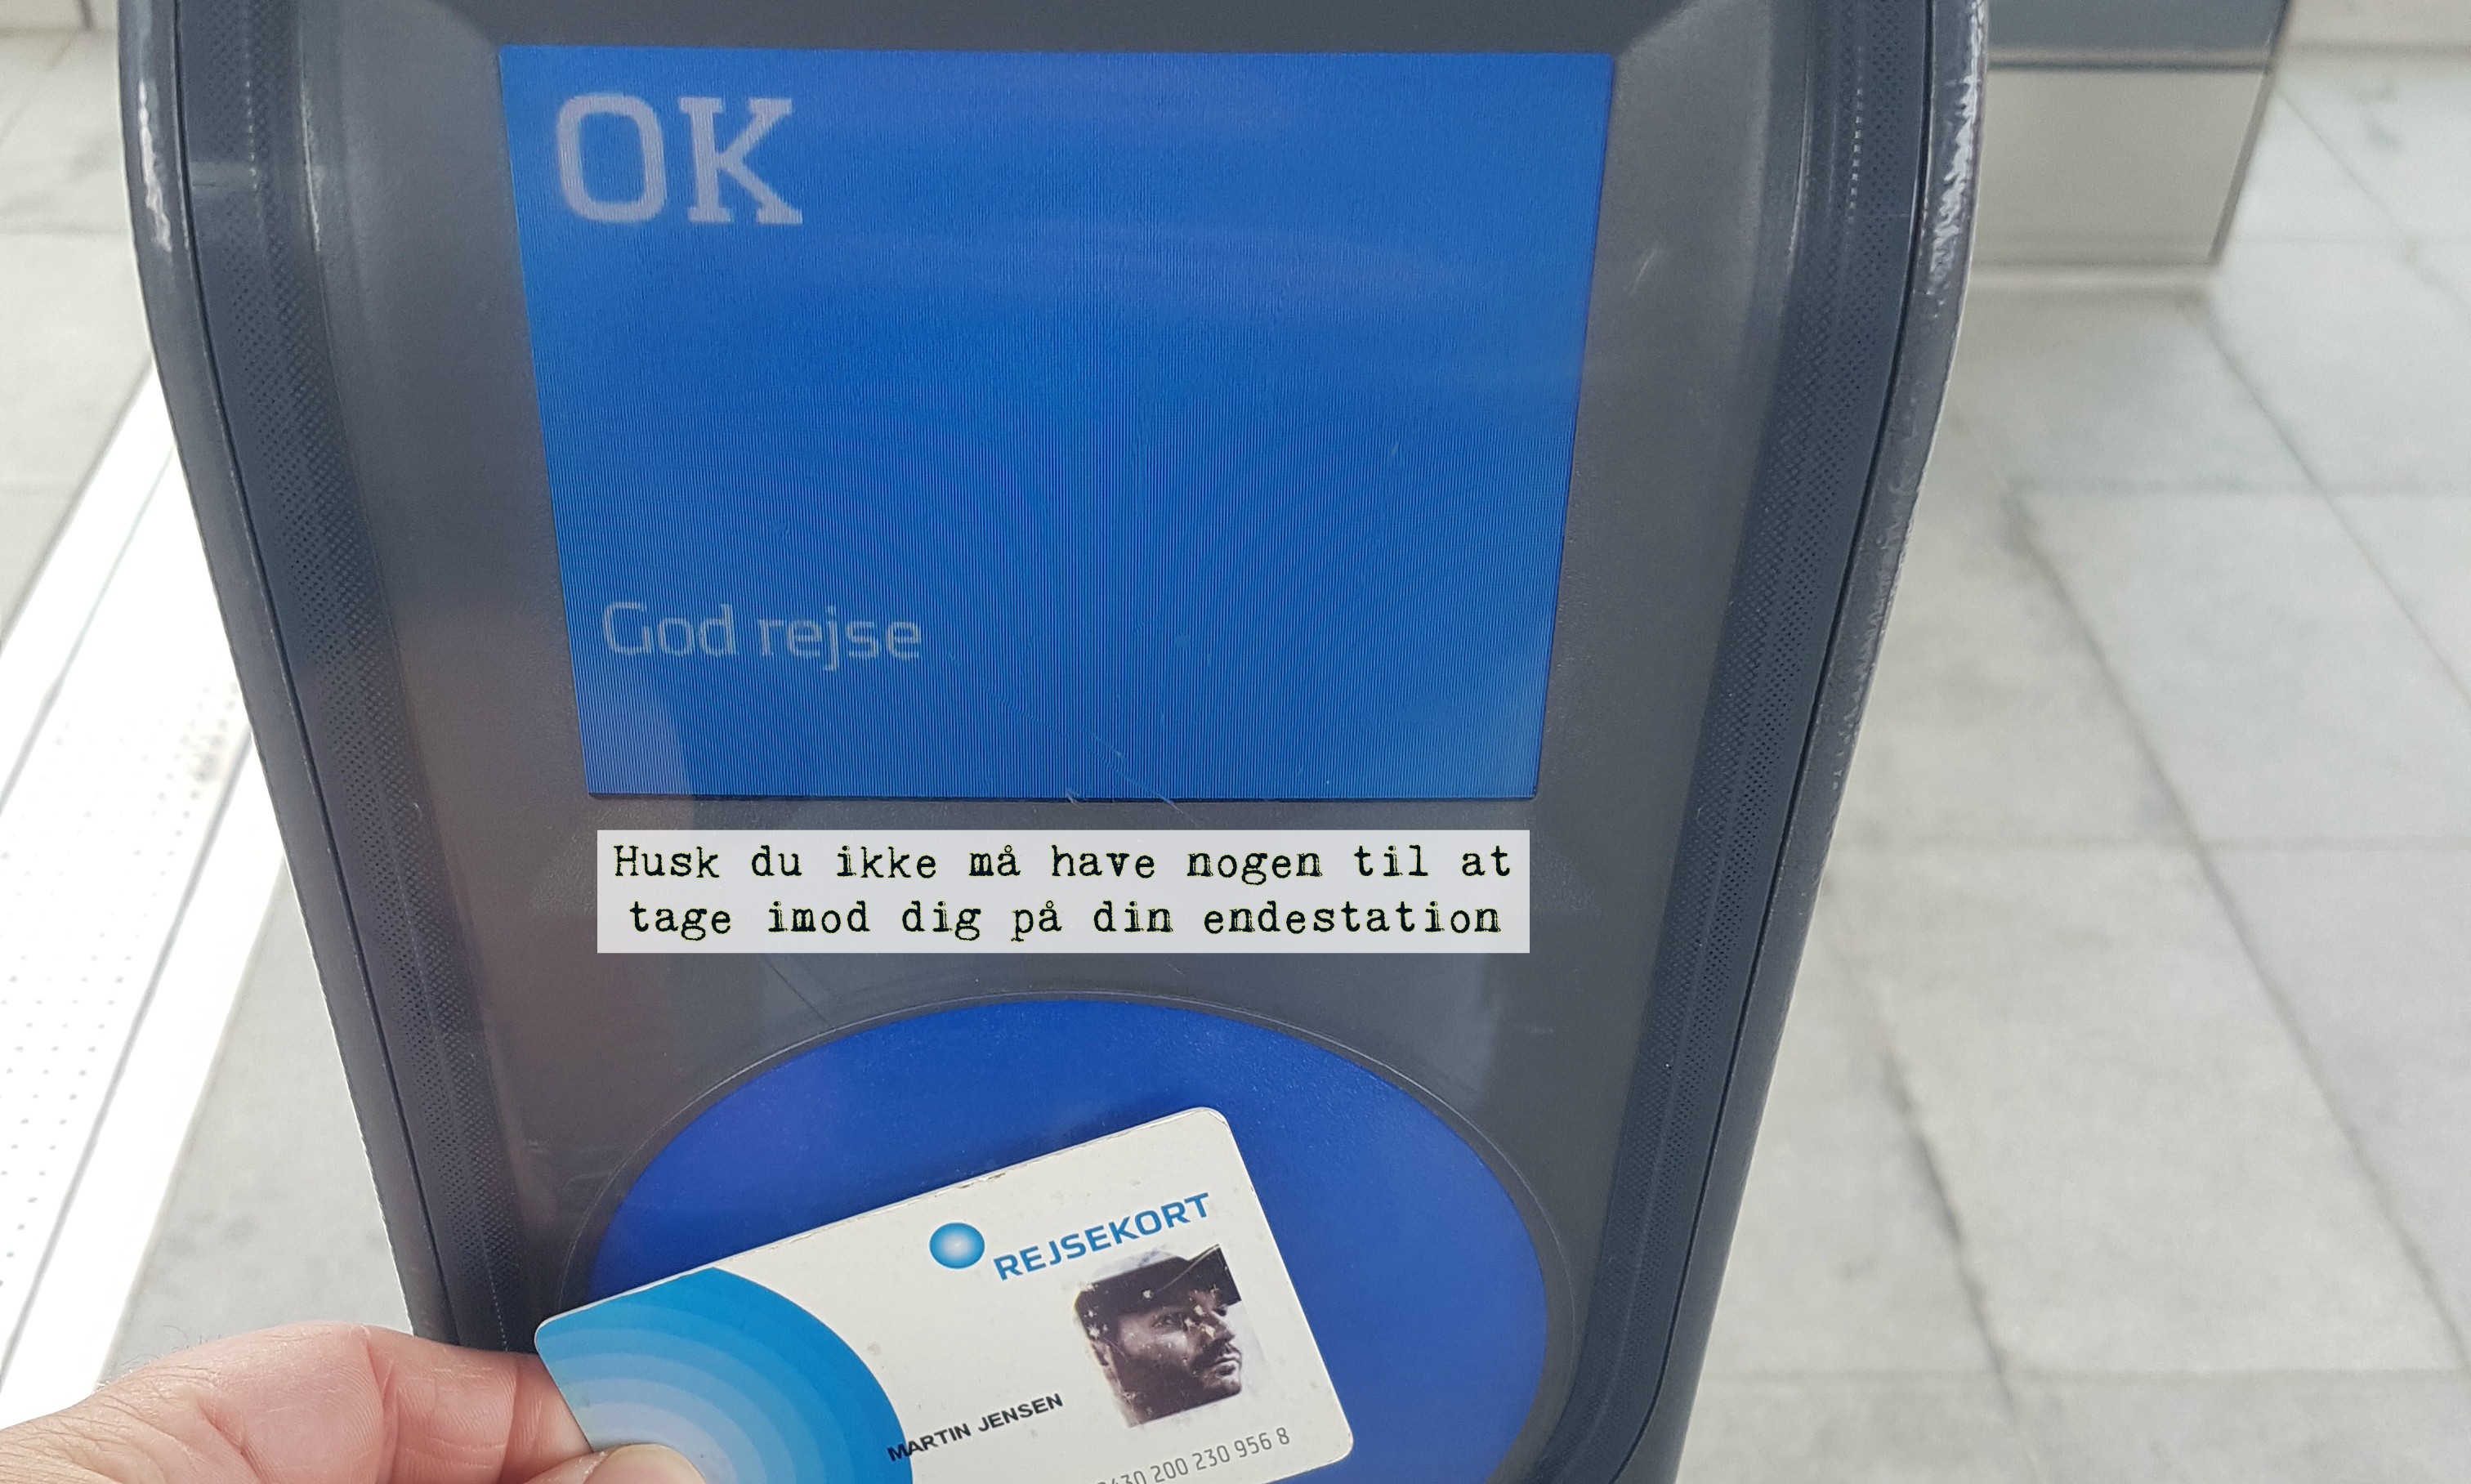 OK
God rejse
Husk du ikke må have nogen til at
tage imod dig på din endestation
REJSEKORT
MARTIN JENSEN
430 200 230 956 8